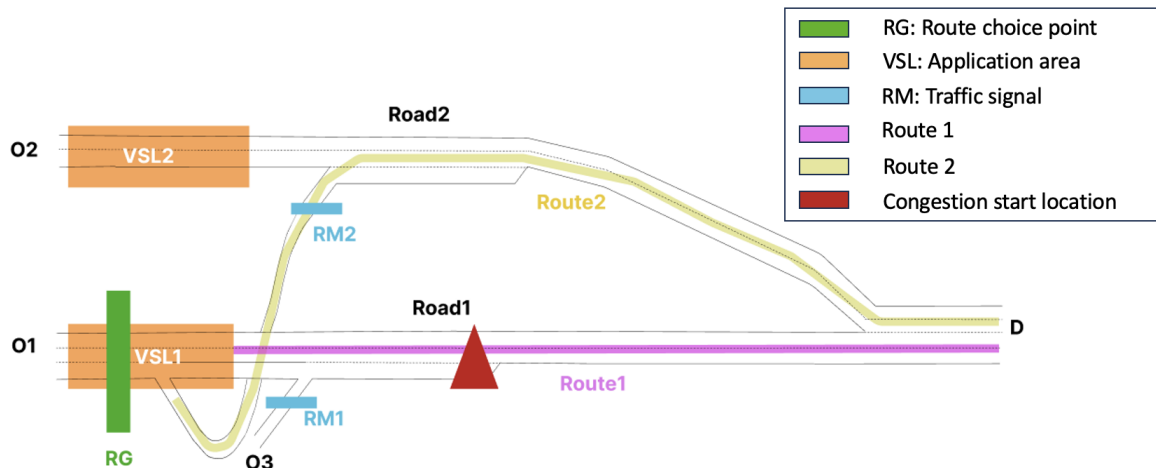 RG: Route choice point
VSL: Application area
RM: Traffic signal
Route 1
Route 2
Congestion start location
Road2
O2
VSL2
Route2
RM2
Road1
D
O1
VSL1
Route1
RM1
RG
O3